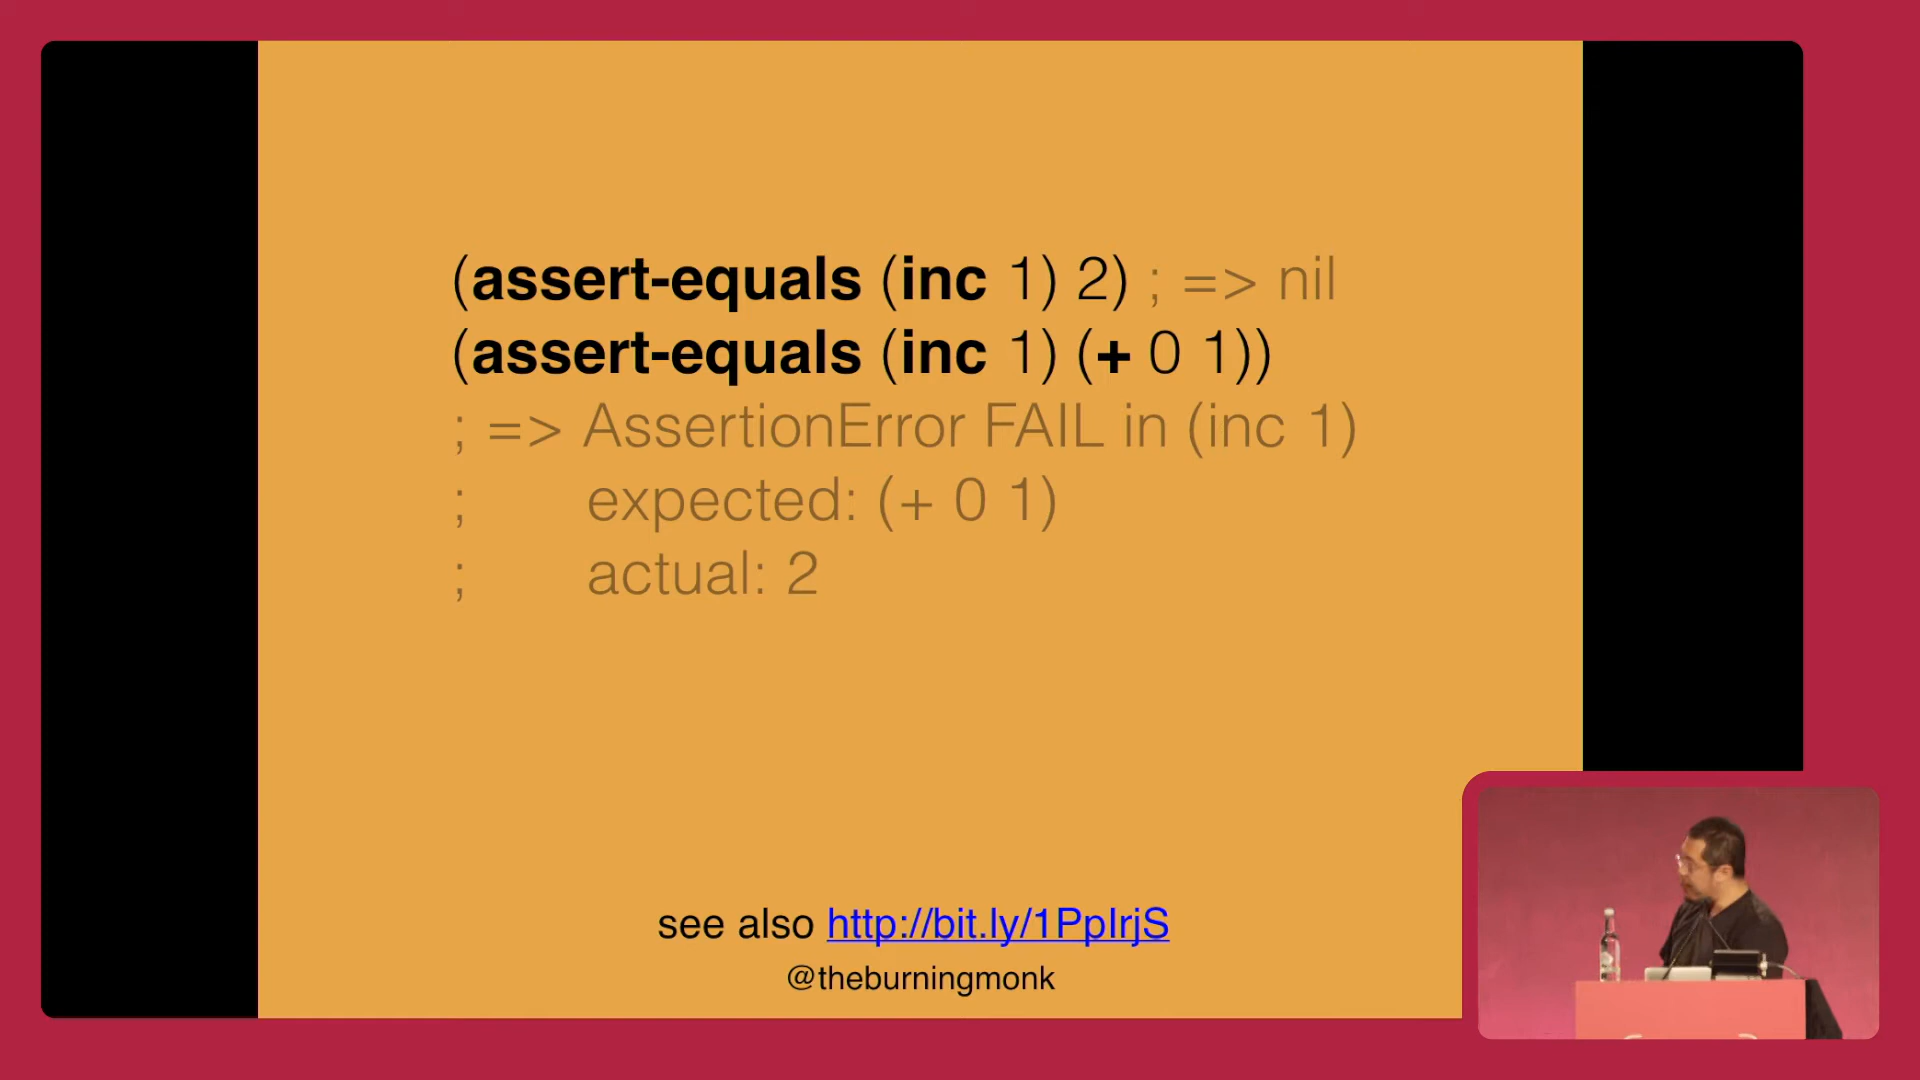 (assert-equals (inc 1) 2) ; => nil
(assert-equals (inc 1) (+ 0 1))
; => AssertionError FAIL in (inc 1)
; expected: (+ 0 1)
; actual: 2
see also http://bit.ly/1PpIrjS
@theburningmonk